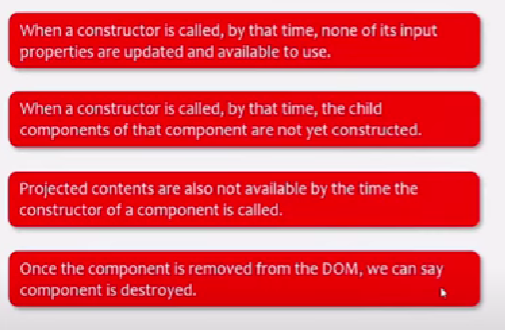 When a constructor is called, by that time, none of its input
properties are updated and available to use.
When a constructor is called, by that time, the child
components of that component are not yet constructed.
Projected contents are also not available by the time the
constructor of a component is called.
Once the component is removed from the DOM, we can say
component is destroyed.